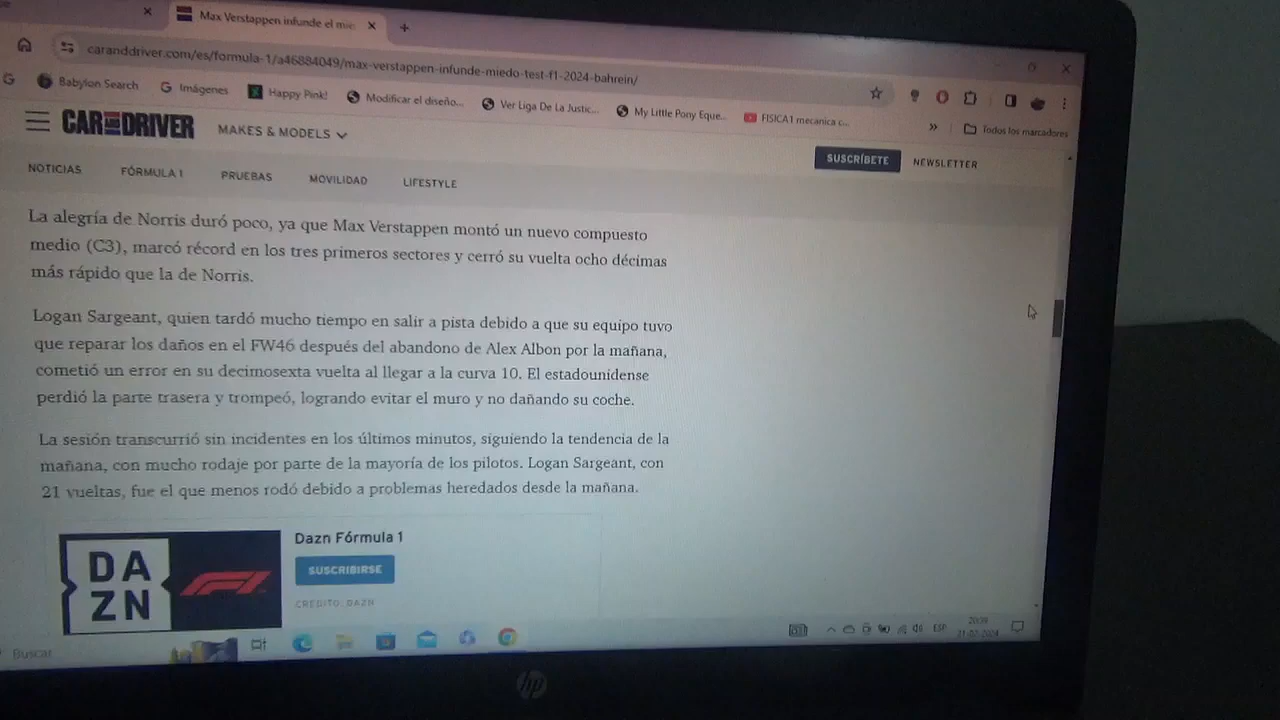 Max Verstappen infunde el mie
caranddriver.com/es/formula-1/a46884049/max-verstappen-infunde-miedo-test-f1-2024-bahrein/
G
Babylon Search
G Imágenes
Happy Pink!
Modificar el diseño...
Ver Liga De La Justic...
My Little Pony Eque...
FISICA1 mecanica c...
Todos los marcadores
CAR AND DRIVER
MAKES & MODELS
SUSCRÍBETE
NEWSLETTER
NOTICIAS
FÓRMULA 1
PRUEBAS
MOVILIDAD
LIFESTYLE
La alegría de Norris duró poco, ya que Max Verstappen montó un nuevo compuesto
medio (C3), marcó récord en los tres primeros sectores y cerró su vuelta ocho décimas
más rápido que la de Norris.
Logan Sargeant, quien tardó mucho tiempo en salir a pista debido a que su equipo tuvo
que reparar los daños en el FW46 después del abandono de Alex Albon por la mañana,
cometió un error en su decimosexta vuelta al llegar a la curva 10. El estadounidense
perdió la parte trasera y trompeó, logrando evitar el muro y no dañando su coche.
La sesión transcurrió sin incidentes en los últimos minutos, siguiendo la tendencia de la
mañana, con mucho rodaje por parte de la mayoría de los pilotos. Logan Sargeant, con
21 vueltas, fue el que menos rodó debido a problemas heredados desde la mañana.
DA
ZN
F1
Dazn Fórmula 1
SUSCRIBIRSE
CREDITO: DAZN
Buscar
ESP
21-02-2024
hp